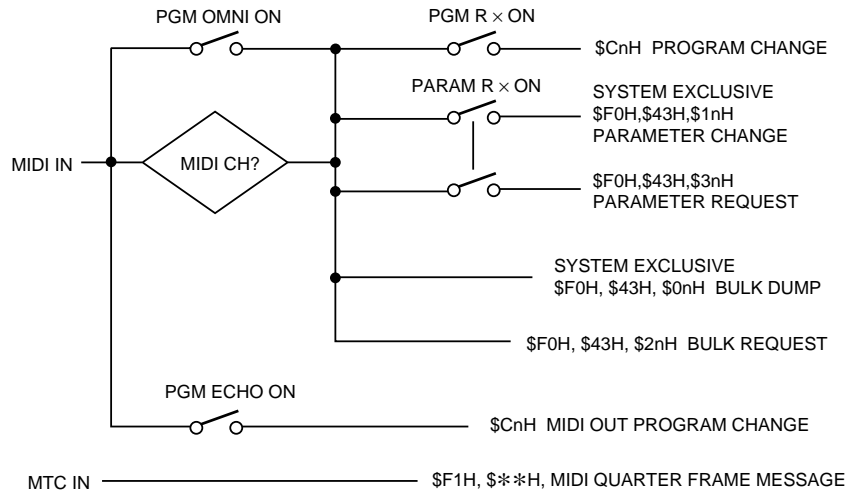 PGM OMNI ON
PGM R × ON
$CnH PROGRAM CHANGE
PARAM R × ON
SYSTEM EXCLUSIVE
$F0H,$43H,$1nH
PARAMETER CHANGE
MIDI IN
MIDI CH?
$F0H,$43H,$3nH
PARAMETER REQUEST
SYSTEM EXCLUSIVE
$F0H, $43H, $0nH BULK DUMP
$F0H, $43H, $2nH BULK REQUEST
PGM ECHO ON
$CnH MIDI OUT PROGRAM CHANGE
MTC IN
$F1H, $∗∗H, MIDI QUARTER FRAME MESSAGE